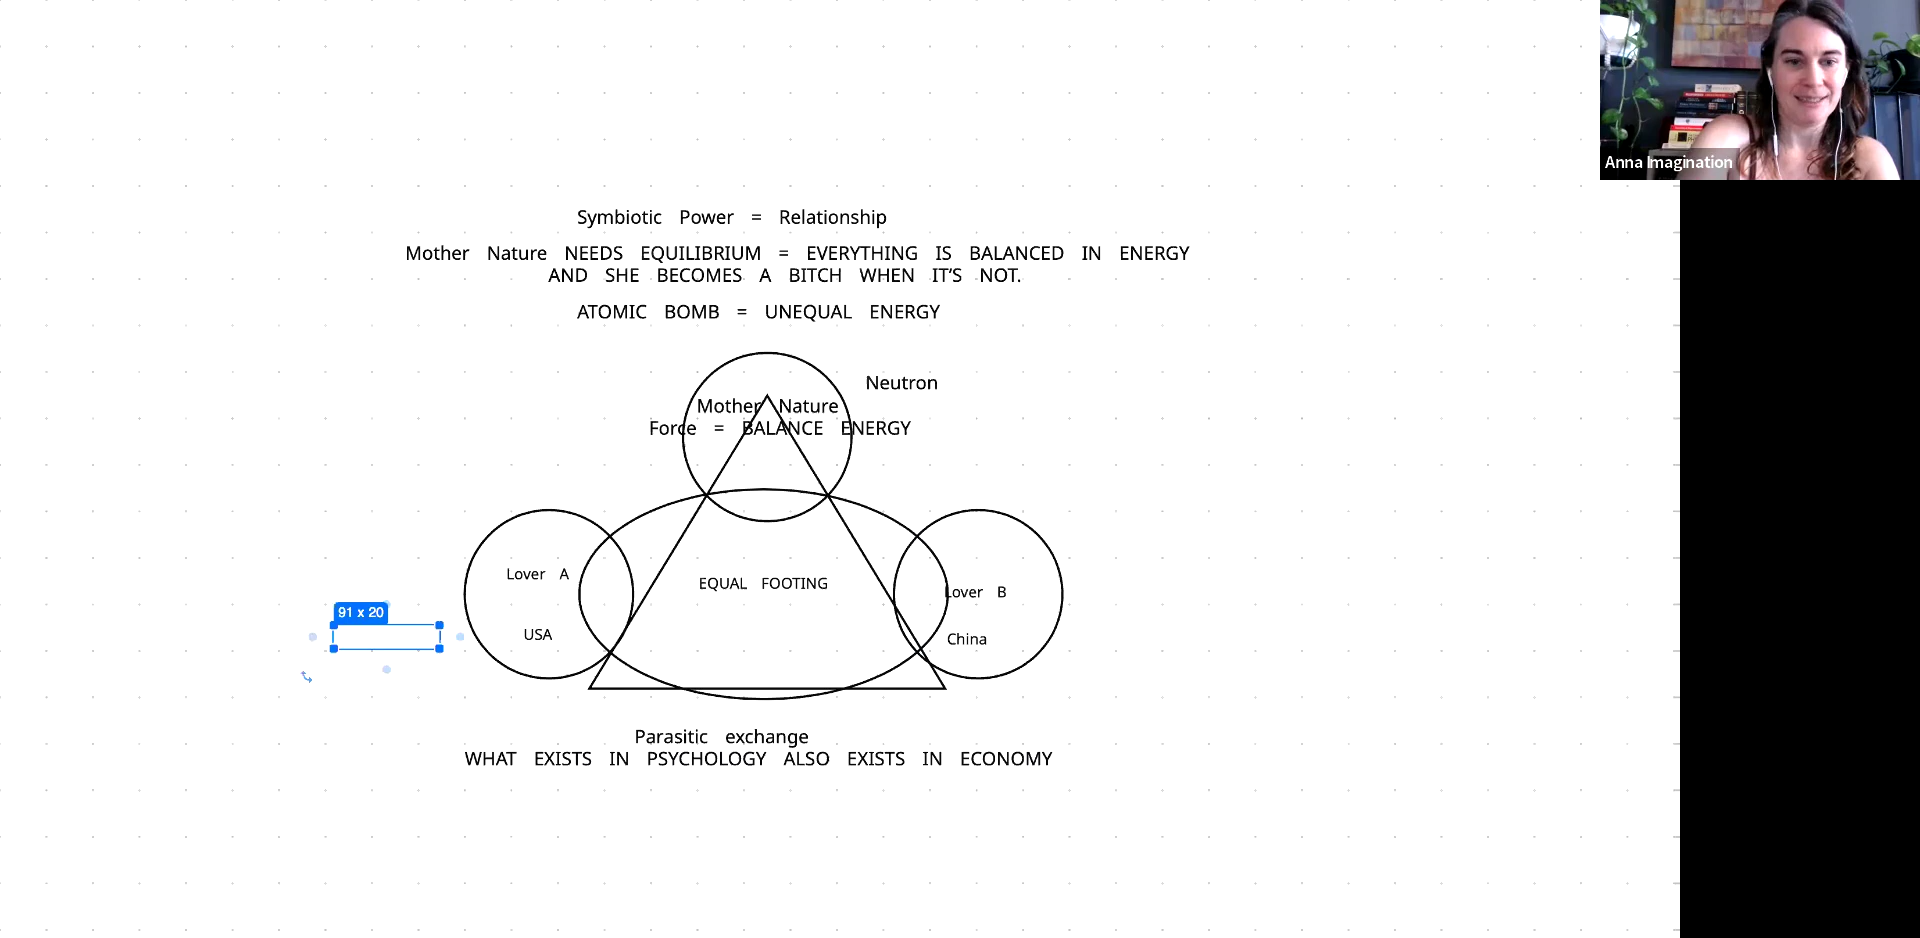 Anna Imagination
Symbiotic Power = Relationship
Mother Nature NEEDS EQUILIBRIUM = EVERYTHING IS BALANCED IN ENERGY
AND SHE BECOMES A BITCH WHEN IT'S NOT.
ATOMIC BOMB = UNEQUAL ENERGY
Neutron
Mother Nature
Force = BALANCE ENERGY
Lover A
EQUAL FOOTING
Lover B
91 x 20
USA
China
Parasitic exchange
WHAT EXISTS IN PSYCHOLOGY ALSO EXISTS IN ECONOMY